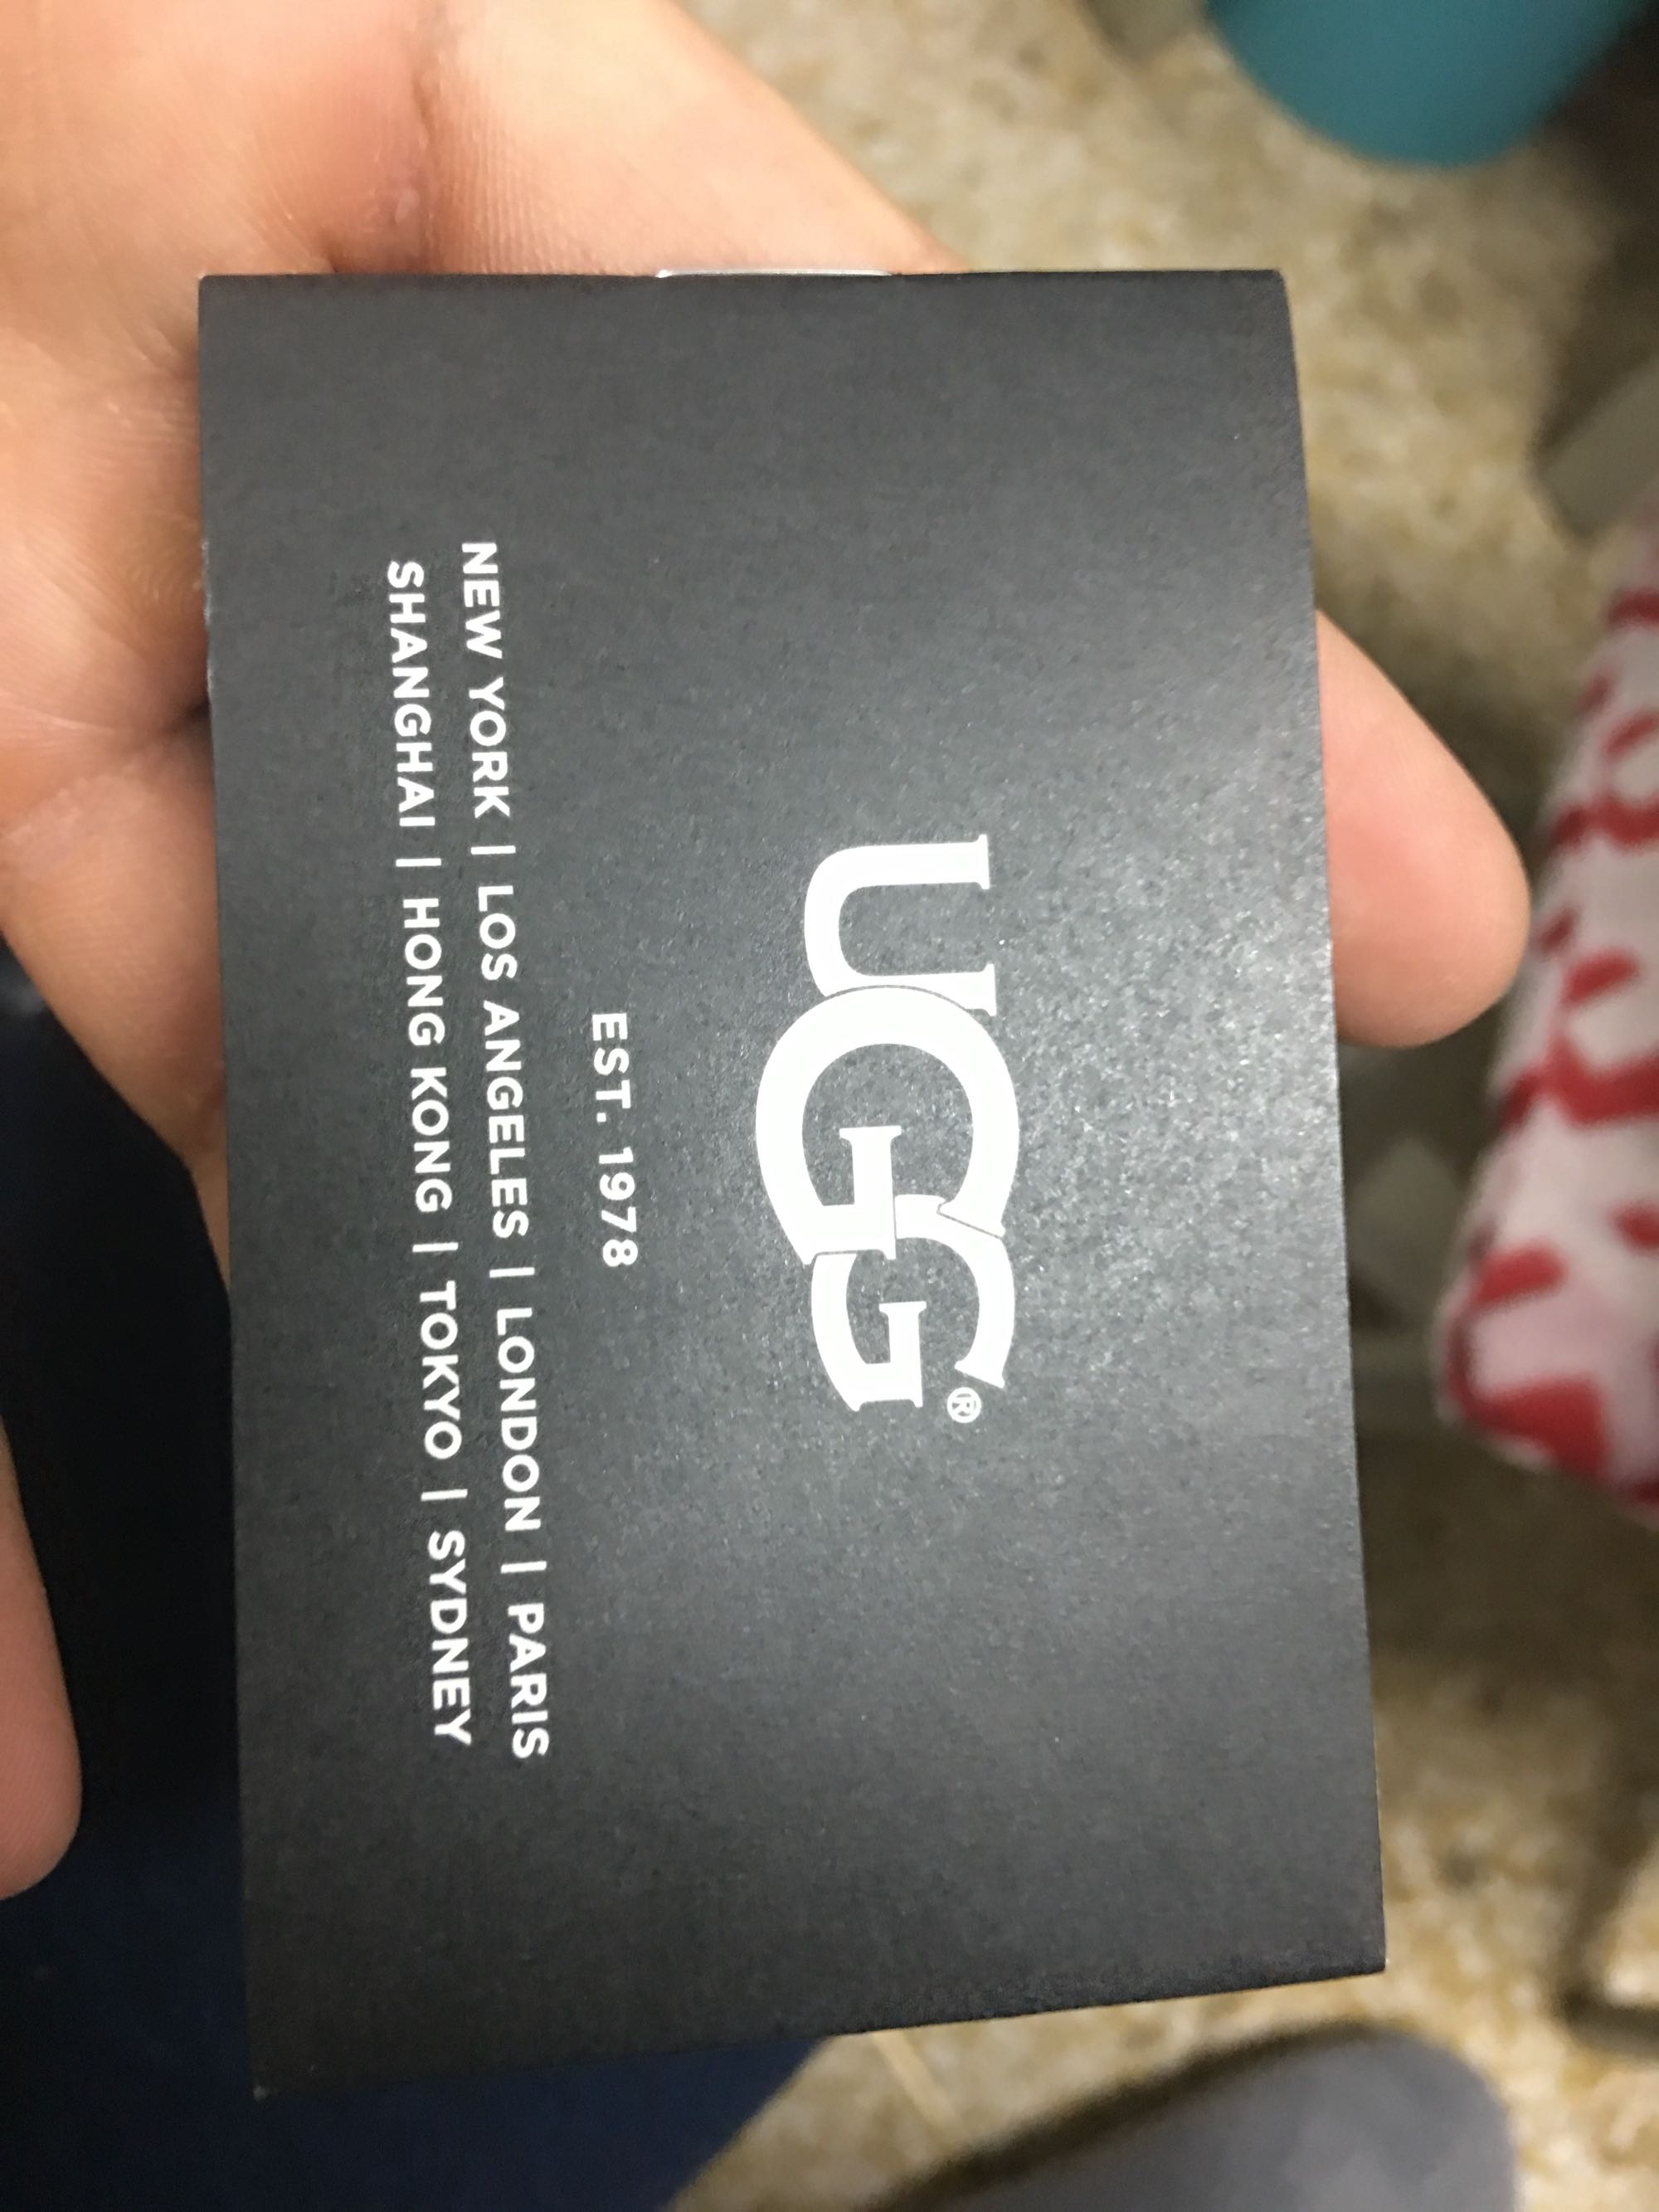 UGG®
EST. 1978
NEW YORK | LOS ANGELES | LONDON | PARIS
SHANGHAI | HONG KONG | TOKYO | SYDNEY